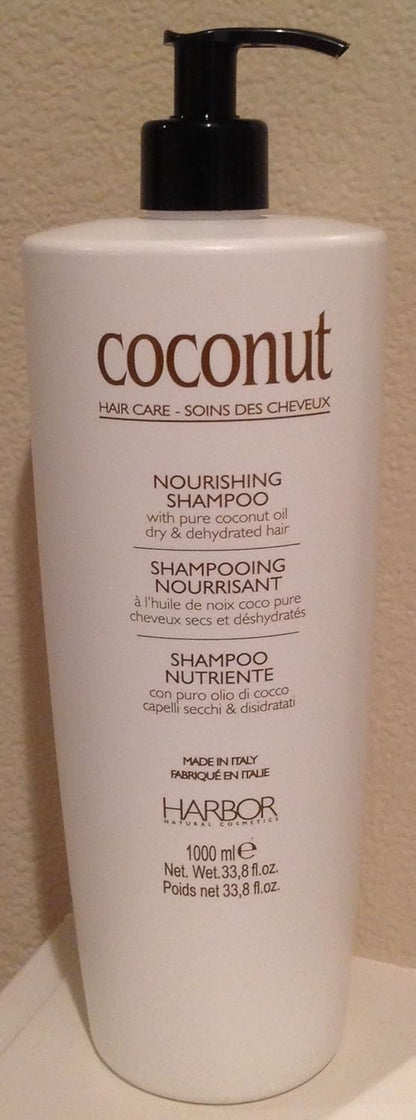 coconut
HAIR CARE - SOINS DES CHEVEUX
NOURISHING
SHAMPOO
with pure coconut oil
dry & dehydrated hair
SHAMPOOING
NOURRISANT
à l'huile de noix coco pure
cheveux secs et déshydratés
SHAMPOO
NUTRIENTE
con puro olio di cocco
capelli secchi & disidratati
MADE IN ITALY
FABRIQUÉ EN ITALIE
HARBOR
NATURAL COSMETICS
1000 ml ℮
Net. Wet. 33,8 fl.oz.
Poids net 33,8 fl.oz.